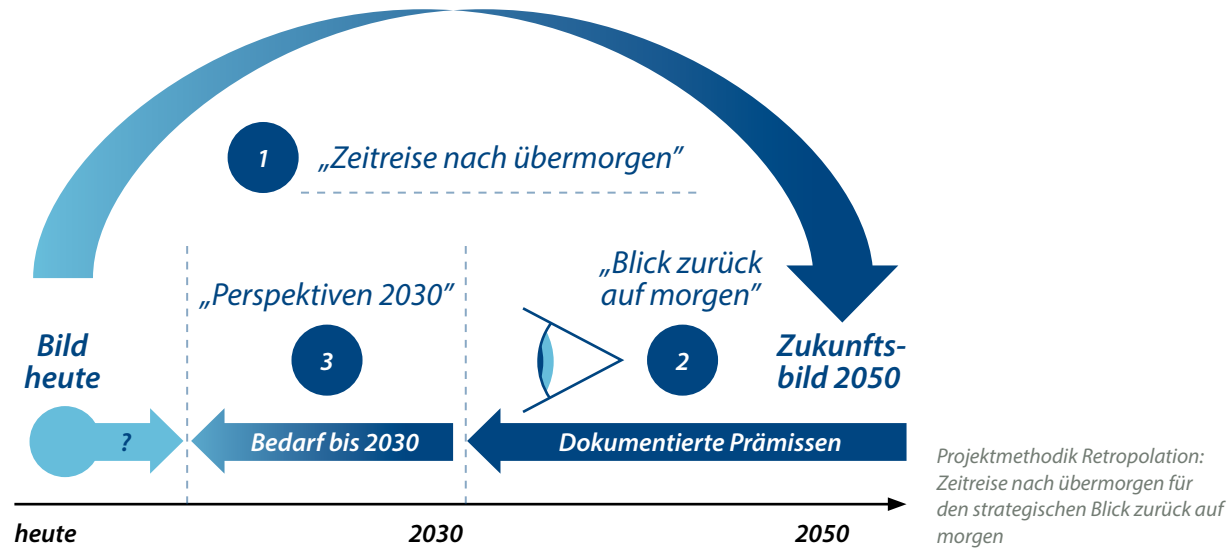 1
„Zeitreise nach übermorgen”
„Perspektiven 2030”
„Blick zurück
auf morgen”
Bild
heute
3
2
Zukunfts-
bild 2050
?
Bedarf bis 2030
Dokumentierte Prämissen
heute
2030
2050
Projektmethodik Retropolation:
Zeitreise nach übermorgen für
den strategischen Blick zurück auf
morgen